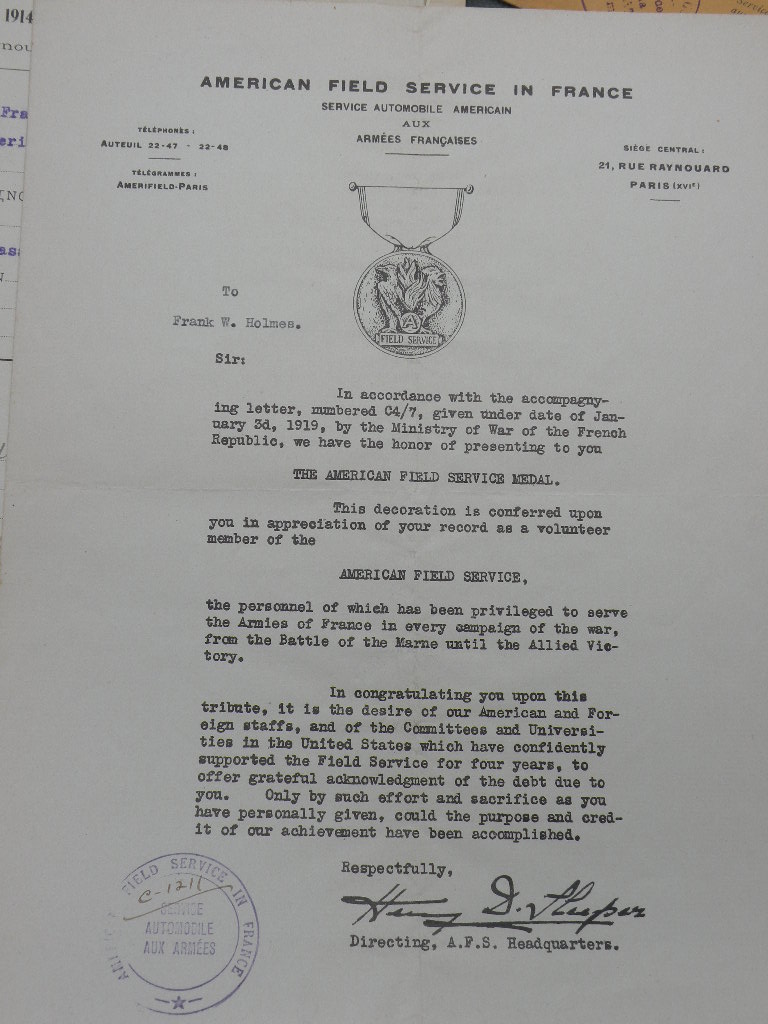 1914
AMERICAN FIELD SERVICE IN FRANCE
SERVICE AUTOMOBILE AMERICAIN
AUX
ARMÉES FRANÇAISES
TÉLÉPHONES :
AUTEUIL 22-47 - 22-48
TÉLÉGRAMMES :
AMERIFIELD-PARIS
SIÈGE CENTRAL :
21, RUE RAYNOUARD
PARIS (XVIe)
A
FIELD SERVICE
To
Frank W. Holmes.
Sir:
In accordance with the accompagny-
ing letter, numbered C4/7, given under date of Jan-
uary 3d, 1919, by the Ministry of War of the French
Republic, we have the honor of presenting to you
THE AMERICAN FIELD SERVICE MEDAL.
This decoration is conferred upon
you in appreciation of your record as a volunteer
member of the
AMERICAN FIELD SERVICE,
the personnel of which has been privileged to serve
the Armies of France in every campaign of the war,
from the Battle of the Marne until the Allied Vic-
tory.
In congratulating you upon this
tribute, it is the desire of our American and For-
eign staffs, and of the Committees and Universi-
ties in the United States which have confidently
supported the Field Service for four years, to
offer grateful acknowledgment of the debt due to
you. Only by such effort and sacrifice as you
have personally given, could the purpose and cred-
it of our achievement have been accomplished.
Respectfully,
Henry D. Sleeper
Directing, A.F.S. Headquarters.
FIELD SERVICE IN FRANCE
C-1211
SERVICE
AUTOMOBILE
AUX ARMÉES